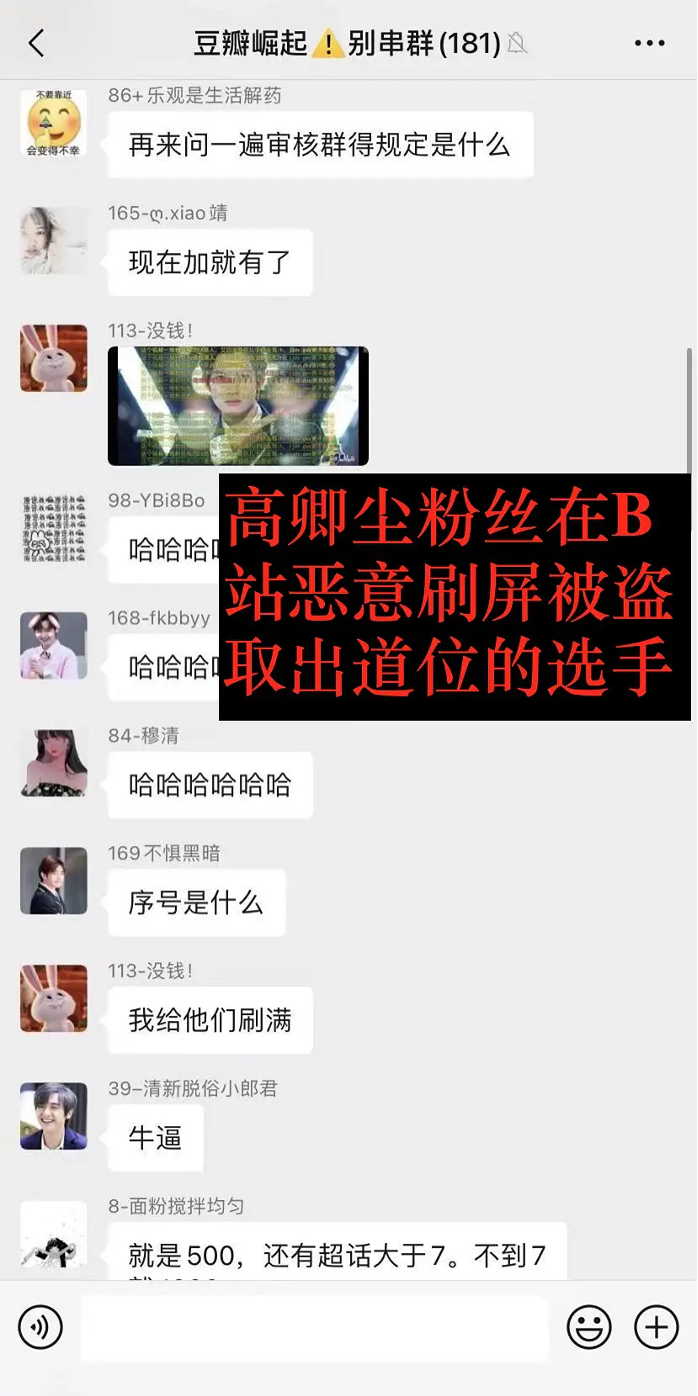 豆瓣崛起⚠️别串群(181)
86+乐观是生活解药
不要靠近
会变得不幸
再来问一遍审核群得规定是什么
165-ღ.xiao靖
现在加就有了
113-没钱!
98-YBi8Bo
哈哈哈
高卿尘粉丝在B
站恶意刷屏被盗
取出道位的选手
168-fkbbyy
哈哈哈
84-穆清
哈哈哈哈哈哈
169不惧黑暗
序号是什么
113-没钱!
我给他们刷满
39–清新脱俗小郎君
牛逼
8-面粉搅拌均匀
就是500，还有超话大于7。不到7